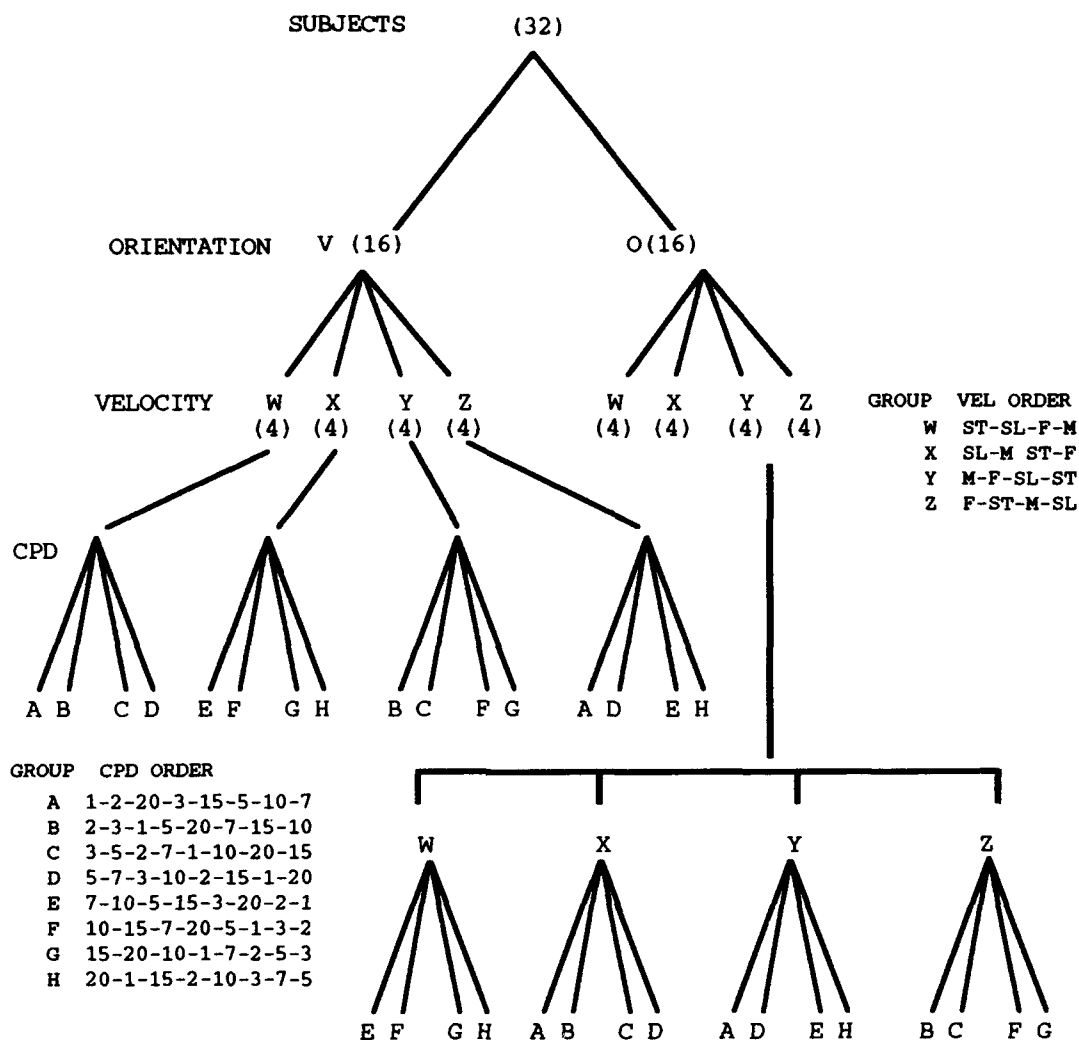 SUBJECTS (32)
ORIENTATION V (16) O(16)
VELOCITY W X Y Z W X Y Z
(4) (4) (4) (4) (4) (4) (4) (4)
GROUP VEL ORDER
W ST-SL-F-M
X SL-M ST-F
Y M-F-SL-ST
Z F-ST-M-SL
CPD
A B C D E F G H B C F G A D E H
GROUP CPD ORDER
A 1-2-20-3-15-5-10-7
B 2-3-1-5-20-7-15-10
C 3-5-2-7-1-10-20-15
D 5-7-3-10-2-15-1-20
E 7-10-5-15-3-20-2-1
F 10-15-7-20-5-1-3-2
G 15-20-10-1-7-2-5-3
H 20-1-15-2-10-3-7-5
W X Y Z
E F G H A B C D A D E H B C F G